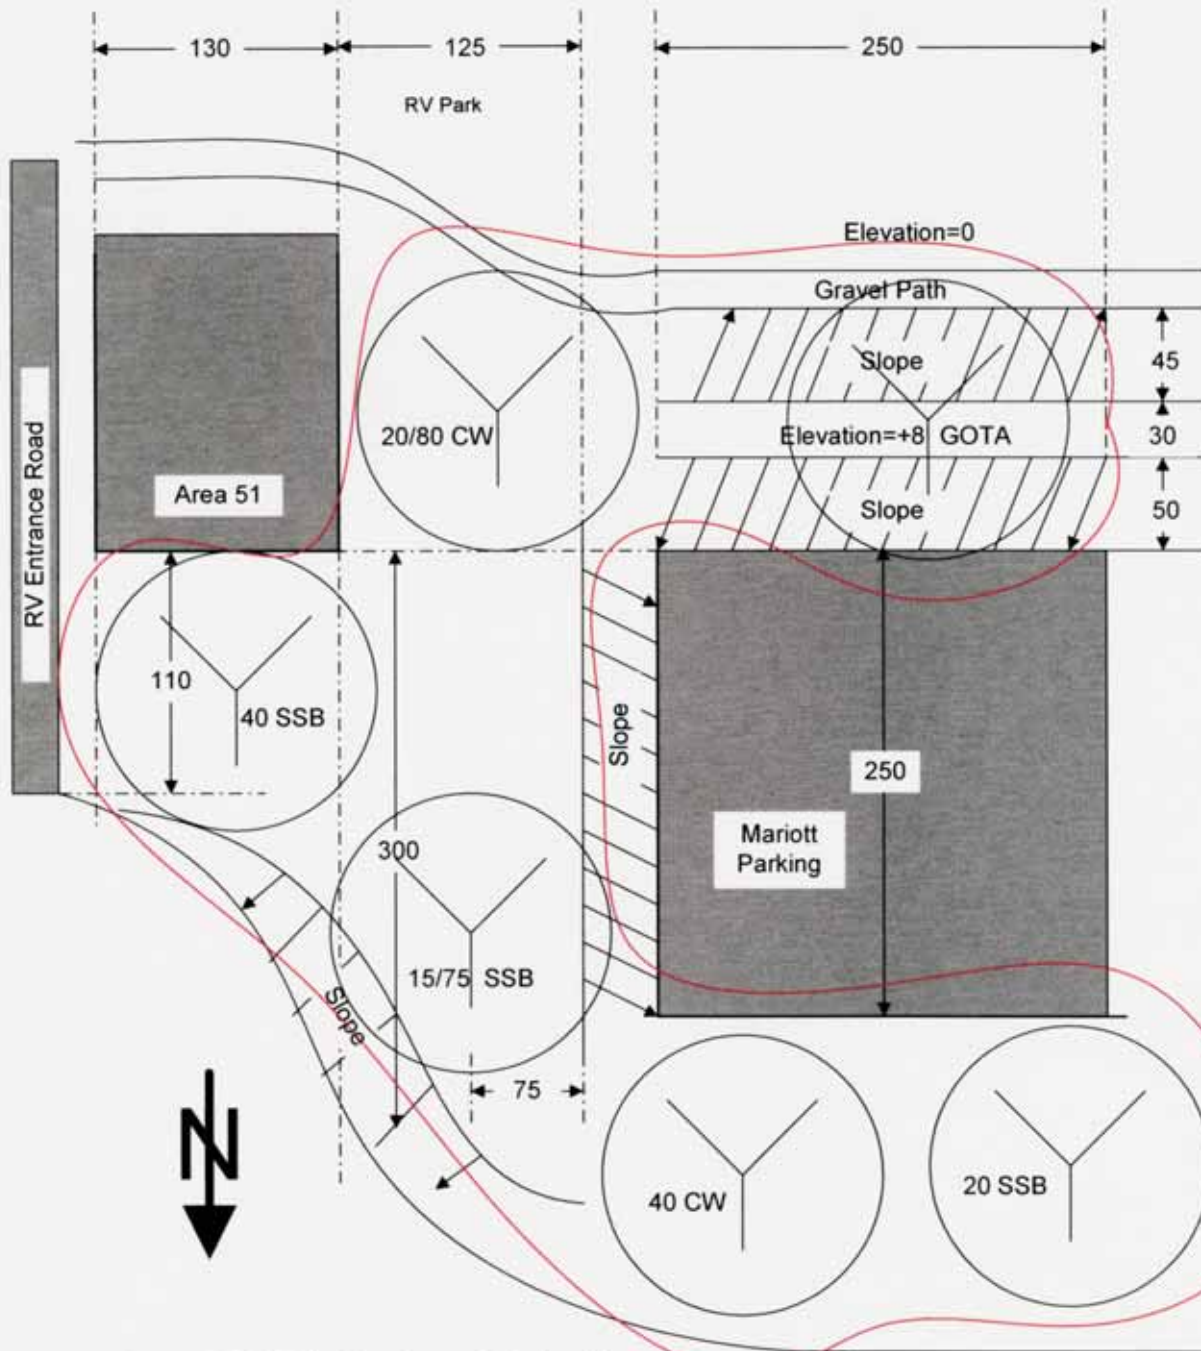 130
125
250
RV Park
Elevation=0
Gravel Path
Slope
45
20/80 CW
Elevation=+8
GOTA
30
Area 51
Slope
50
RV Entrance Road
110
40 SSB
Slope
250
300
Mariott
Parking
15/75 SSB
Slope
75
N
40 CW
20 SSB